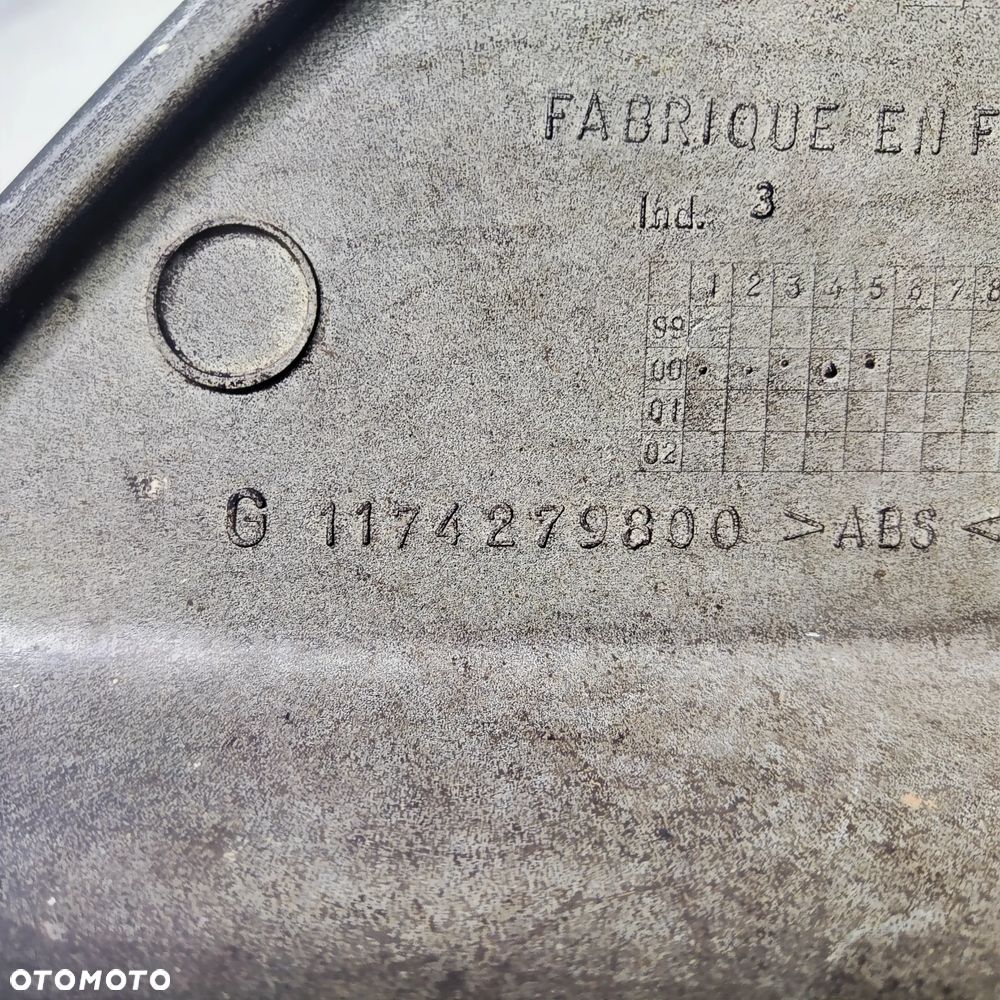 FABRIQUE EN F
Ind. 3
1 2 3 4 5 6 7 8
99
00
01
02
G 1174279800 >ABS<
OTOMOTO